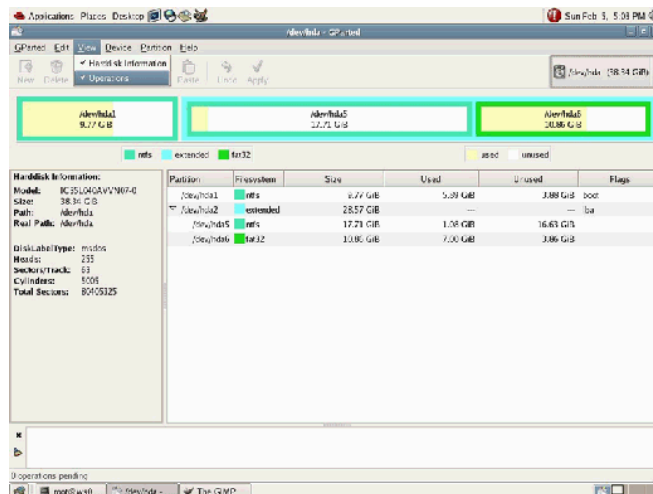 Applications Places Desktop
Sun Feb 5, 5:03 PM
/dev/hda - GParted
GParted Edit View Device Partition Help
Harddisk Information
Operations
New Delete Paste Undo Apply
/dev/hda (38.34 GiB)
/dev/hda1
9.77 GiB
/dev/hda5
17.71 GiB
/dev/hda6
10.86 GiB
ntfs extended fat32 used unused
Harddisk Information:
Model:
Size: 38.34 GiB
Path: /dev/hda
Real Path: /dev/hda
DiskLabelType: msdos
Heads: 255
Sectors/Track: 63
Cylinders: 5005
Total Sectors: 80405325
Partition Filesystem Size Used Unused Flags
/dev/hda1 ntfs 9.77 GiB 5.89 GiB 3.88 GiB boot
/dev/hda2 extended 28.57 GiB --- --- lba
/dev/hda5 ntfs 17.71 GiB 1.08 GiB 16.63 GiB
/dev/hda6 fat32 10.86 GiB 7.00 GiB 3.86 GiB
0 operations pending
/dev/hda - The GIMP